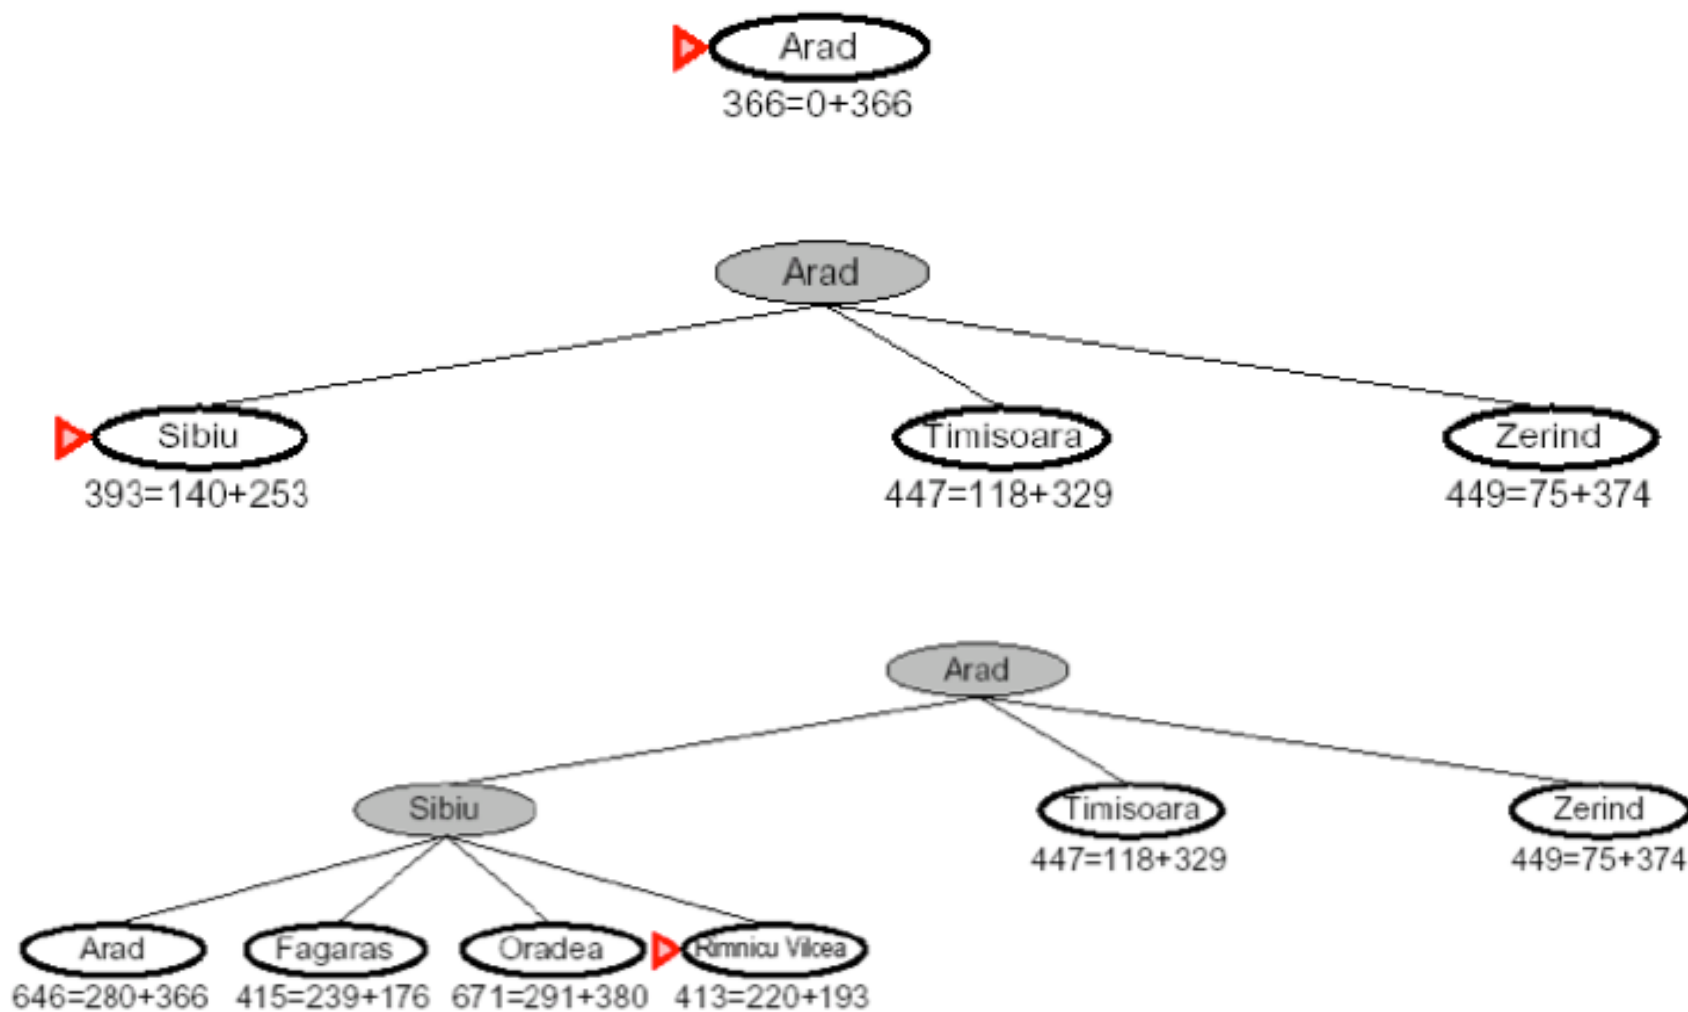 Arad
366=0+366
Arad
Sibiu Timisoara Zerind
393=140+253 447=118+329 449=75+374
Arad
Sibiu Timisoara Zerind
447=118+329 449=75+374
Arad Fagaras Oradea Rimnicu Vilcea
646=280+366 415=239+176 671=291+380 413=220+193